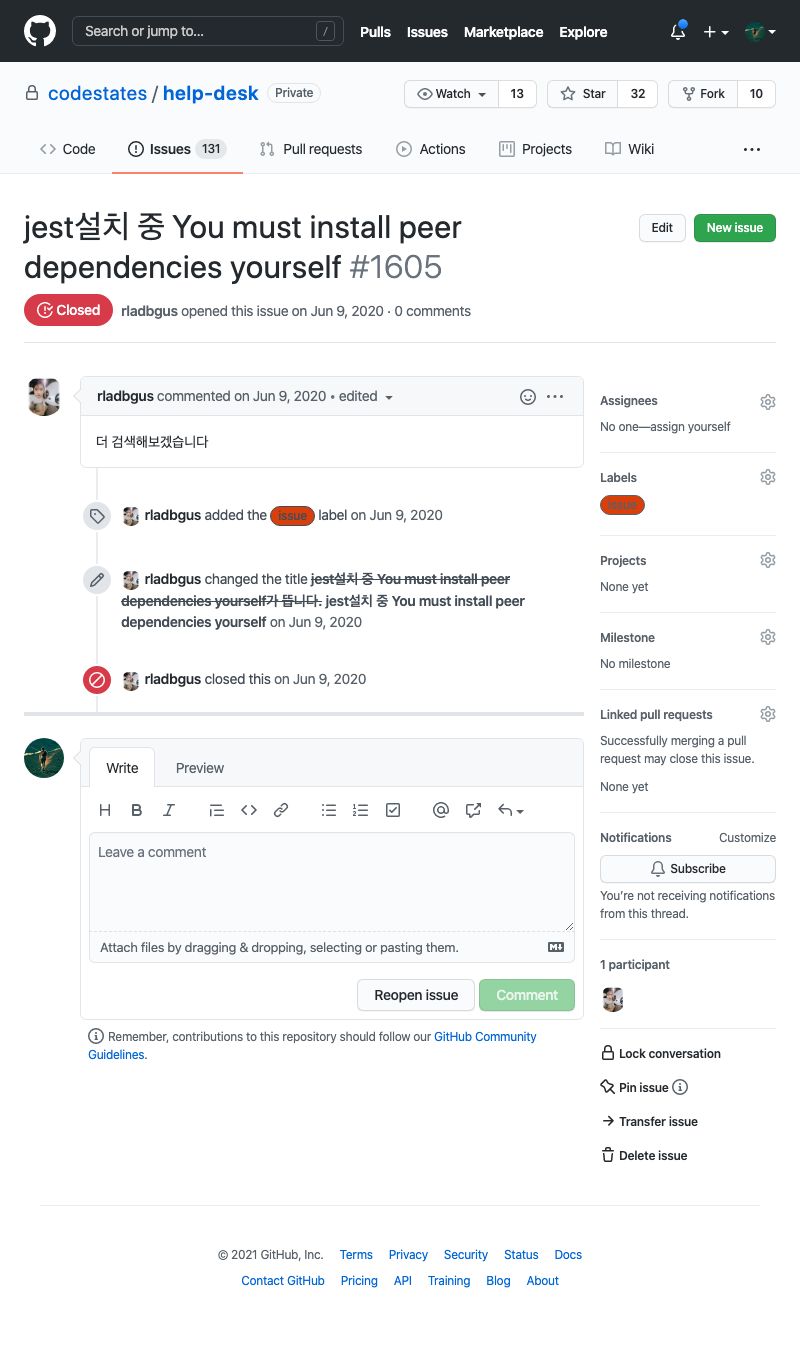 Search or jump to... /
Pulls Issues Marketplace Explore
codestates / help-desk Private
Watch 13 Star 32 Fork 10
Code Issues 131 Pull requests Actions Projects Wiki
jest설치 중 You must install peer
dependencies yourself #1605
Edit New issue
Closed rladbgus opened this issue on Jun 9, 2020 · 0 comments
rladbgus commented on Jun 9, 2020 • edited
더 검색해보겠습니다
rladbgus added the issue label on Jun 9, 2020
rladbgus changed the title jest설치 중 You must install peer
dependencies yourself가 뜹니다. jest설치 중 You must install peer
dependencies yourself on Jun 9, 2020
rladbgus closed this on Jun 9, 2020
Write Preview
H B I
Leave a comment
Attach files by dragging & dropping, selecting or pasting them.
Reopen issue Comment
Remember, contributions to this repository should follow our GitHub Community
Guidelines.
Assignees
No one—assign yourself
Labels
issue
Projects
None yet
Milestone
No milestone
Linked pull requests
Successfully merging a pull
request may close this issue.
None yet
Notifications Customize
Subscribe
You're not receiving notifications
from this thread.
1 participant
Lock conversation
Pin issue
Transfer issue
Delete issue
© 2021 GitHub, Inc. Terms Privacy Security Status Docs
Contact GitHub Pricing API Training Blog About